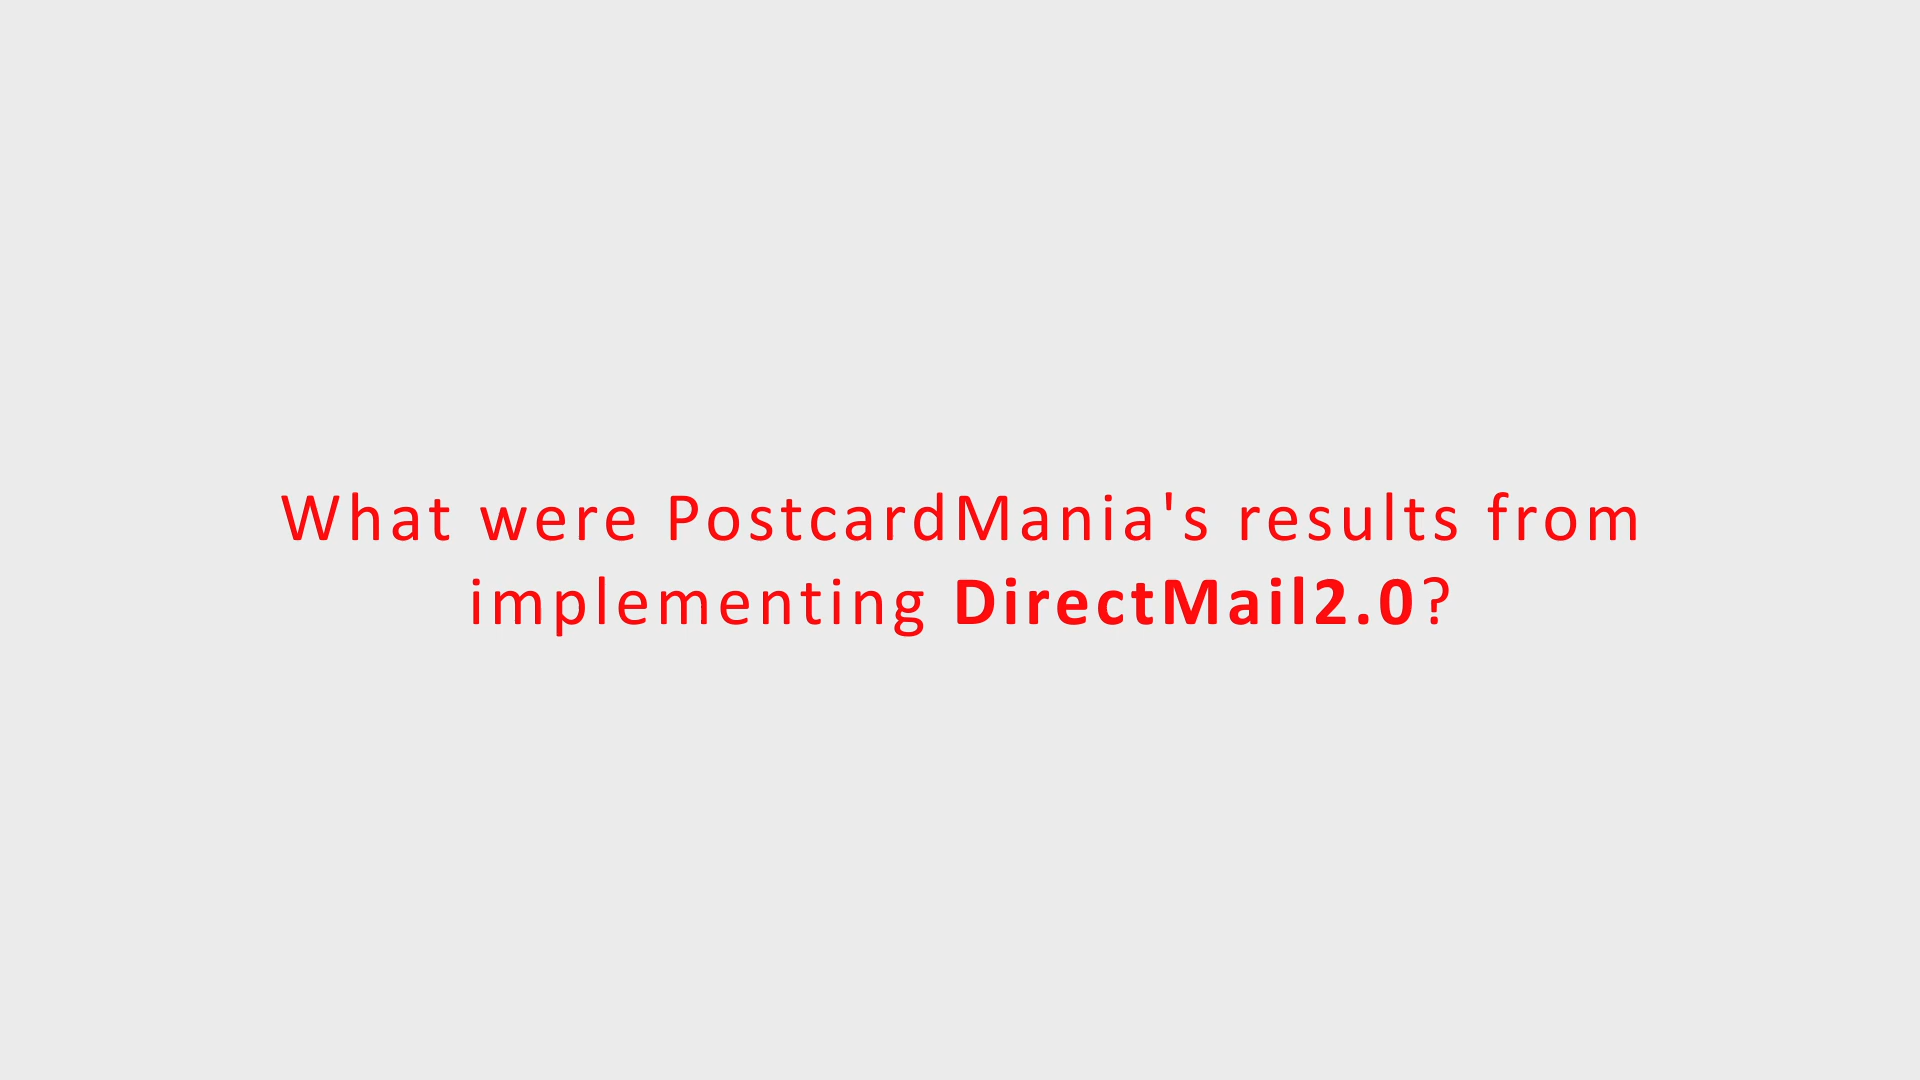 What were PostcardMania's results from
implementing DirectMail2.0?